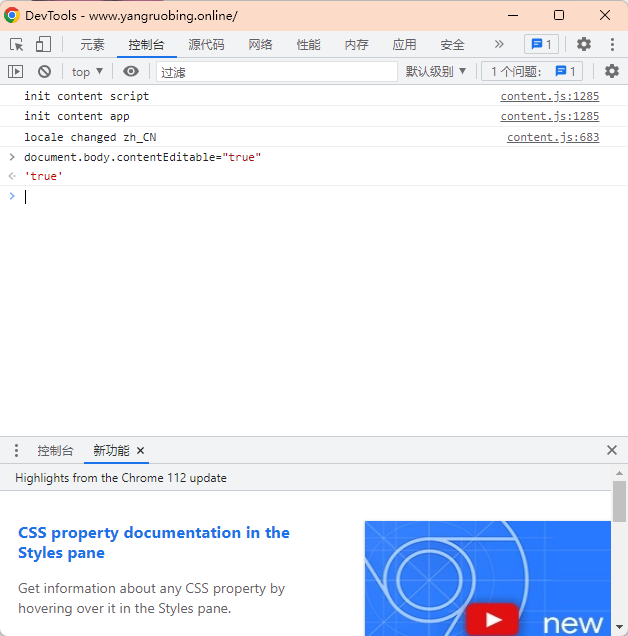 DevTools - www.yangruobing.online/
元素 控制台 源代码 网络 性能 内存 应用 安全 1
top 过滤 默认级别 1 个问题: 1
init content script content.js:1285
init content app content.js:1285
locale changed zh_CN content.js:683
document.body.contentEditable="true"
'true'
控制台 新功能
Highlights from the Chrome 112 update
CSS property documentation in the
Styles pane
Get information about any CSS property by
hovering over it in the Styles pane.
new